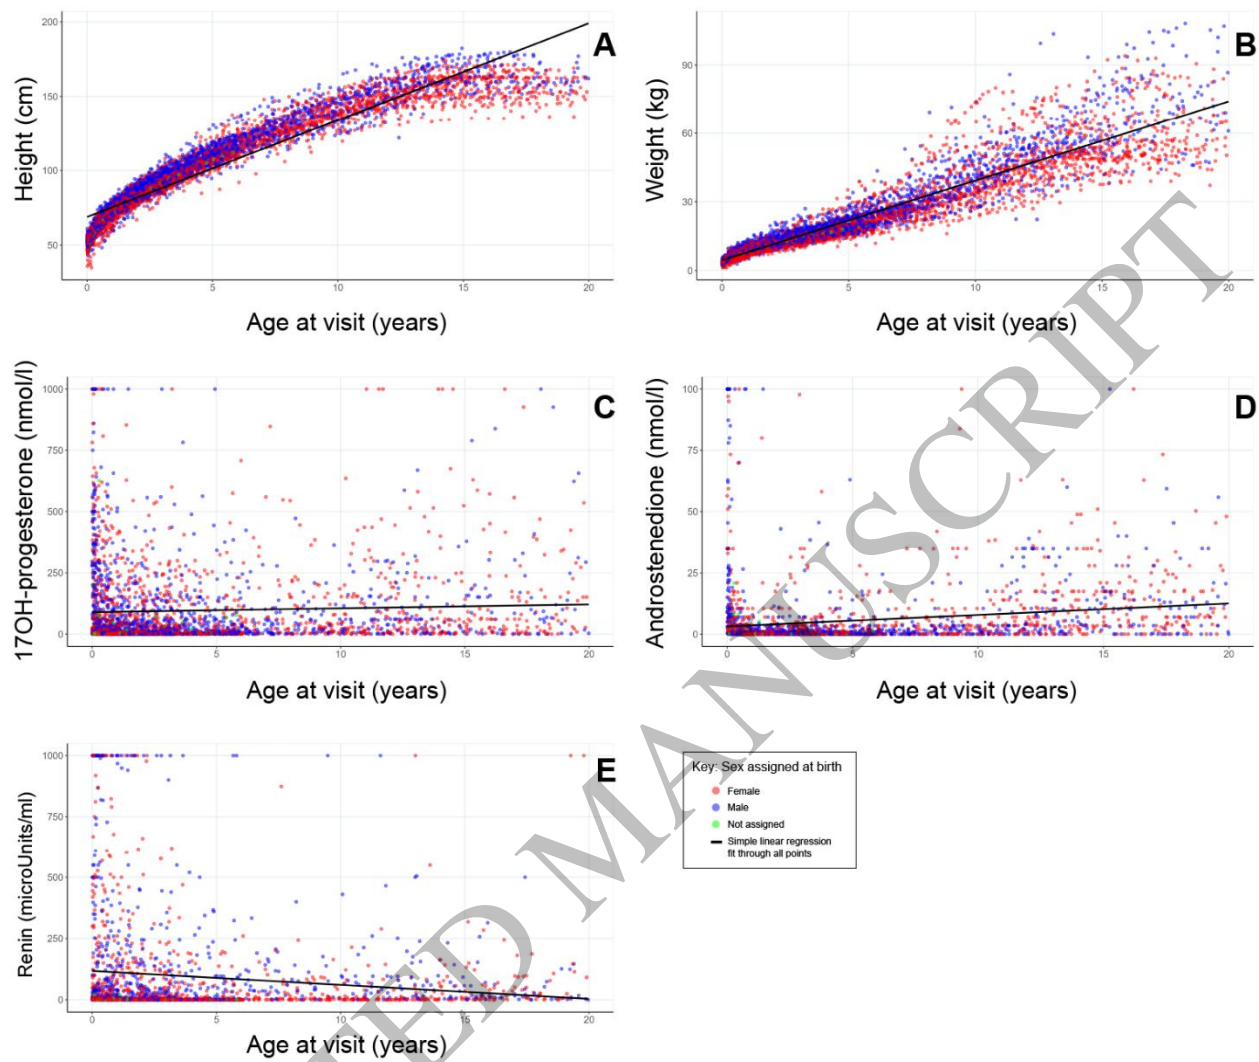 200
150
100
50
0 5 10 15 20
Height (cm)
Age at visit (years)
A
90
60
30
0
0 5 10 15 20
Weight (kg)
Age at visit (years)
B
1000
750
500
250
0
0 5 10 15 20
17OH-progesterone (nmol/l)
Age at visit (years)
C
100
75
50
25
0
0 5 10 15 20
Androstenedione (nmol/l)
Age at visit (years)
D
1000
750
500
250
0
0 5 10 15 20
Renin (microUnits/ml)
Age at visit (years)
E
Key: Sex assigned at birth
Female
Male
Not assigned
Simple linear regression
fit through all points
TED MANUSCRIPT